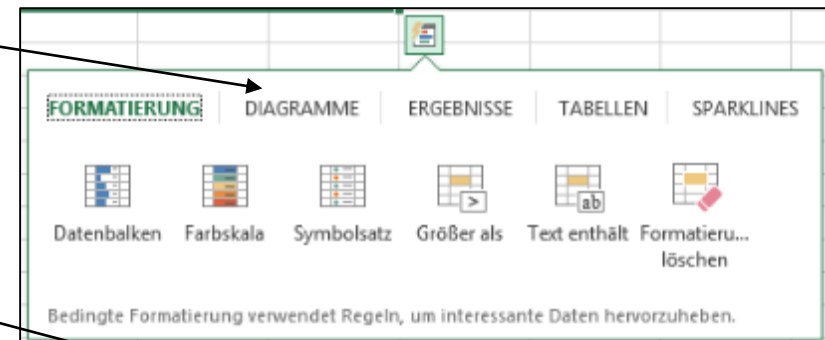 FORMATIERUNG DIAGRAMME ERGEBNISSE TABELLEN SPARKLINES
Datenbalken Farbskala Symbolsatz Größer als Text enthält Formatieru...
löschen
Bedingte Formatierung verwendet Regeln, um interessante Daten hervorzuheben.